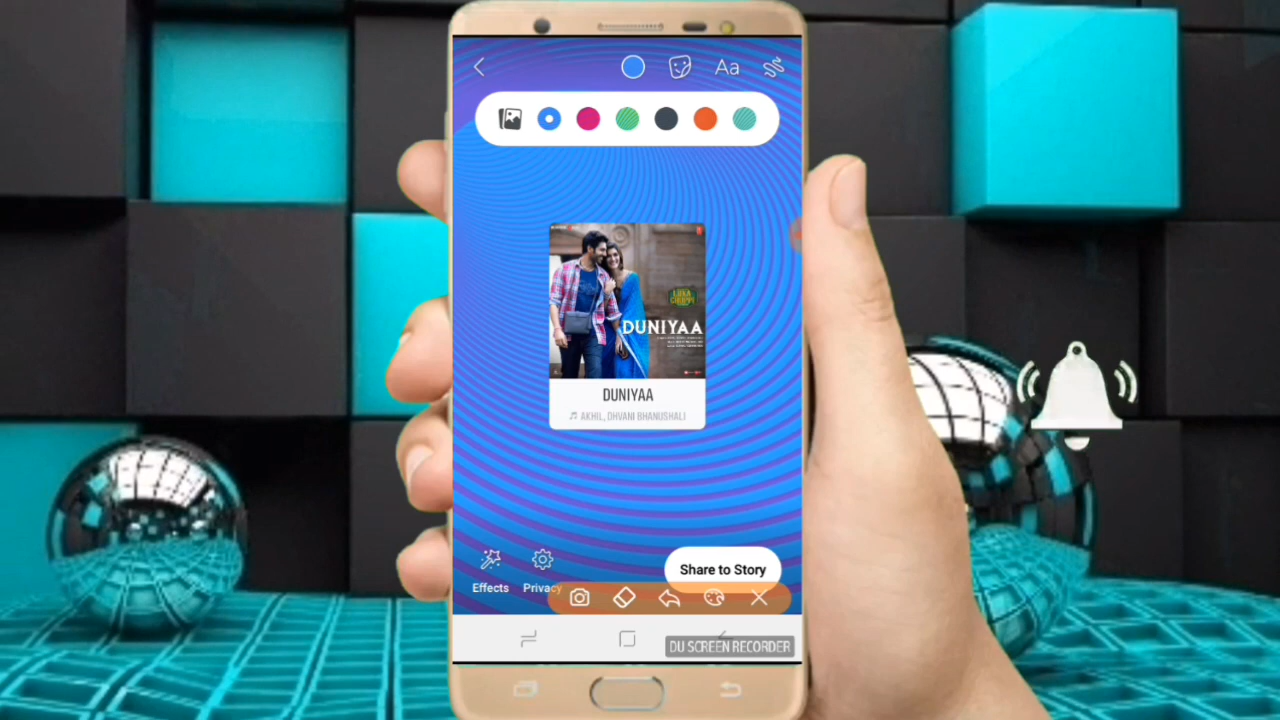 Aa
LUKA
CHUPPI
DUNIYAA
DUNIYAA
AKHIL, DHVANI BHANUSHALI
Share to Story
Effects
Privacy
DU SCREEN RECORDER